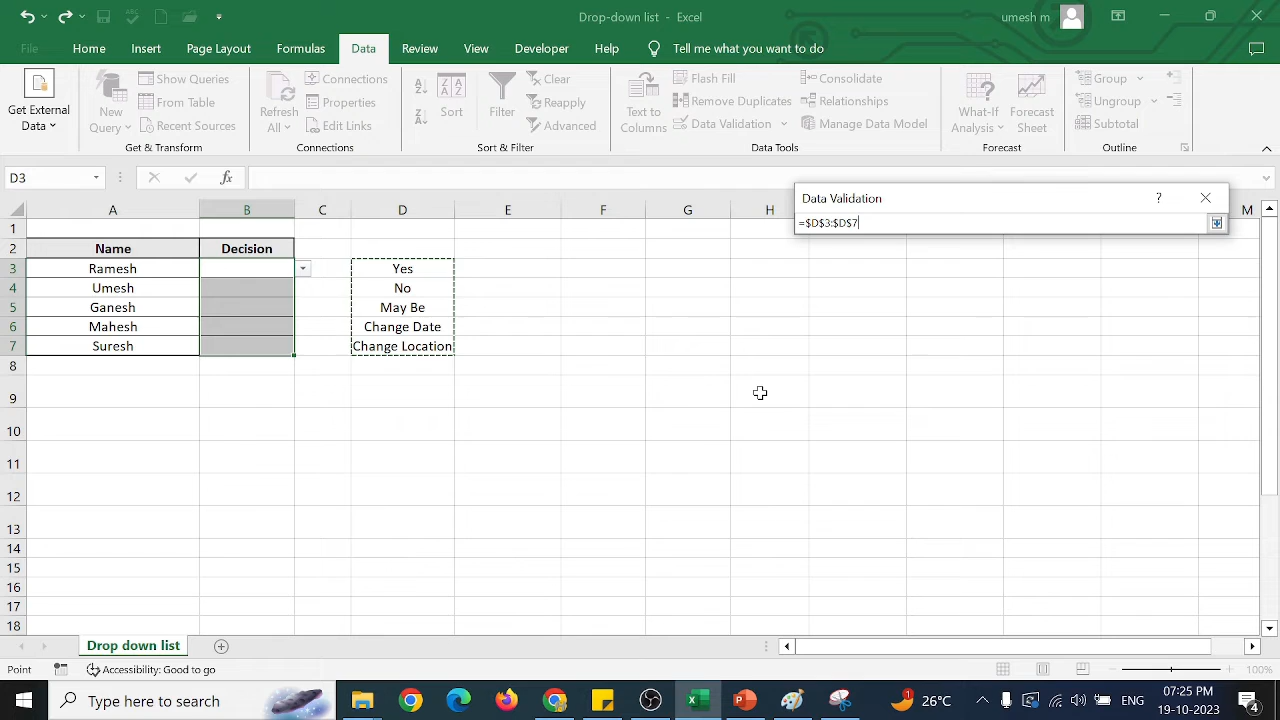 Drop-down list - Excel
umesh m
File Home Insert Page Layout Formulas Data Review View Developer Help Tell me what you want to do
Get External Data
New Query
Show Queries
From Table
Recent Sources
Get & Transform
Refresh All
Connections
Properties
Edit Links
Connections
Sort
Filter
Clear
Reapply
Advanced
Sort & Filter
Text to Columns
Flash Fill
Remove Duplicates
Data Validation
Consolidate
Relationships
Manage Data Model
Data Tools
What-If Analysis
Forecast Sheet
Forecast
Group
Ungroup
Subtotal
Outline
D3
fx
Data Validation ?
=$D$3:$D$7
A B C D E F G H M
1
2 Name Decision
3 Ramesh Yes
4 Umesh No
5 Ganesh May Be
6 Mahesh Change Date
7 Suresh Change Location
8
9
10
11
12
13
14
15
16
17
18
Drop down list
Point Accessibility: Good to go 100%
Type here to search
26°C
07:25 PM
19-10-2023